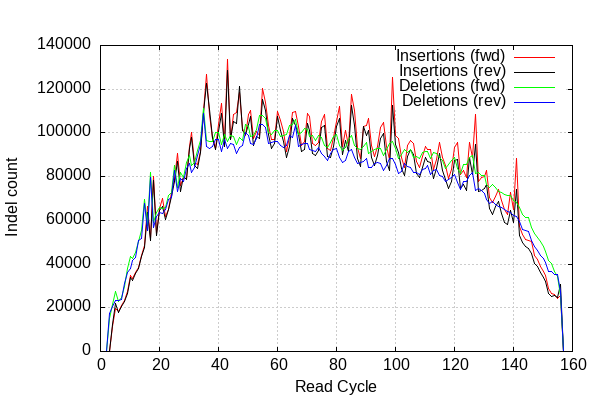 140000
120000
100000
80000
60000
40000
20000
0
Indel count
Insertions (fwd)
Insertions (rev)
Deletions (fwd)
Deletions (rev)
0 20 40 60 80 100 120 140 160
Read Cycle